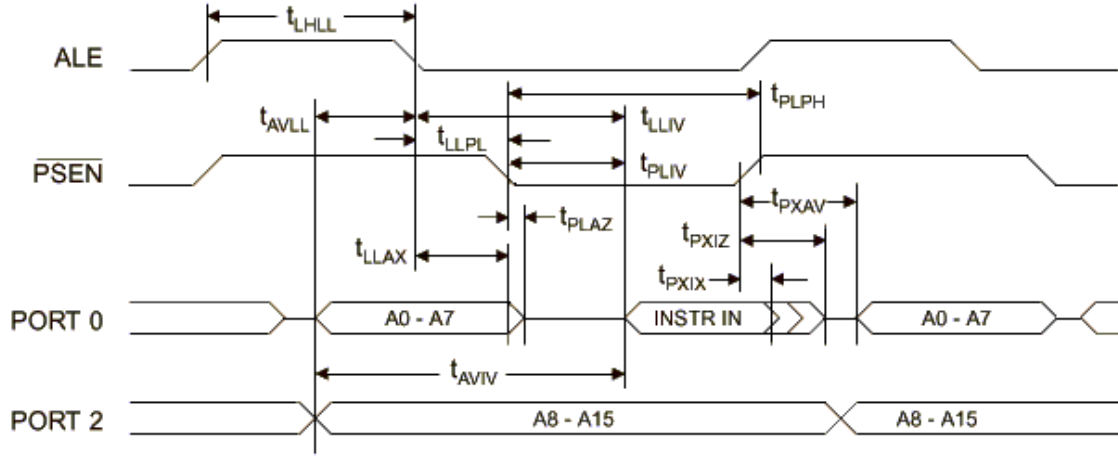 tLHLL
ALE
tPLPH
tAVLL
tLLIV
tLLPL
PSEN
tPLIV
tPXAV
tPLAZ
tPXIZ
tLLAX
tPXIX
PORT 0
A0 - A7
INSTR IN
A0 - A7
tAVIV
PORT 2
A8 - A15
A8 - A15